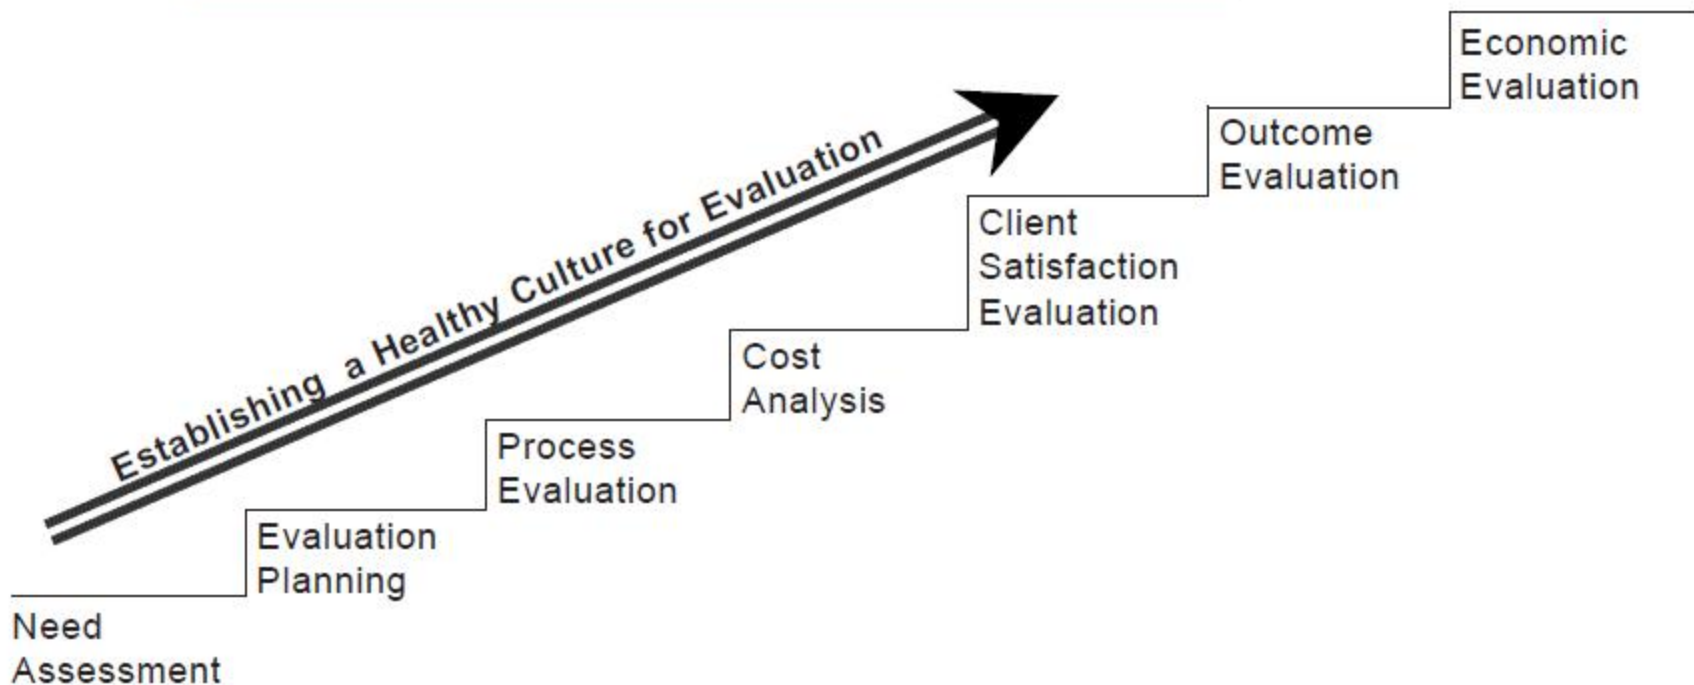 Establishing a Healthy Culture for Evaluation
Need
Assessment
Evaluation
Planning
Process
Evaluation
Cost
Analysis
Client
Satisfaction
Evaluation
Outcome
Evaluation
Economic
Evaluation